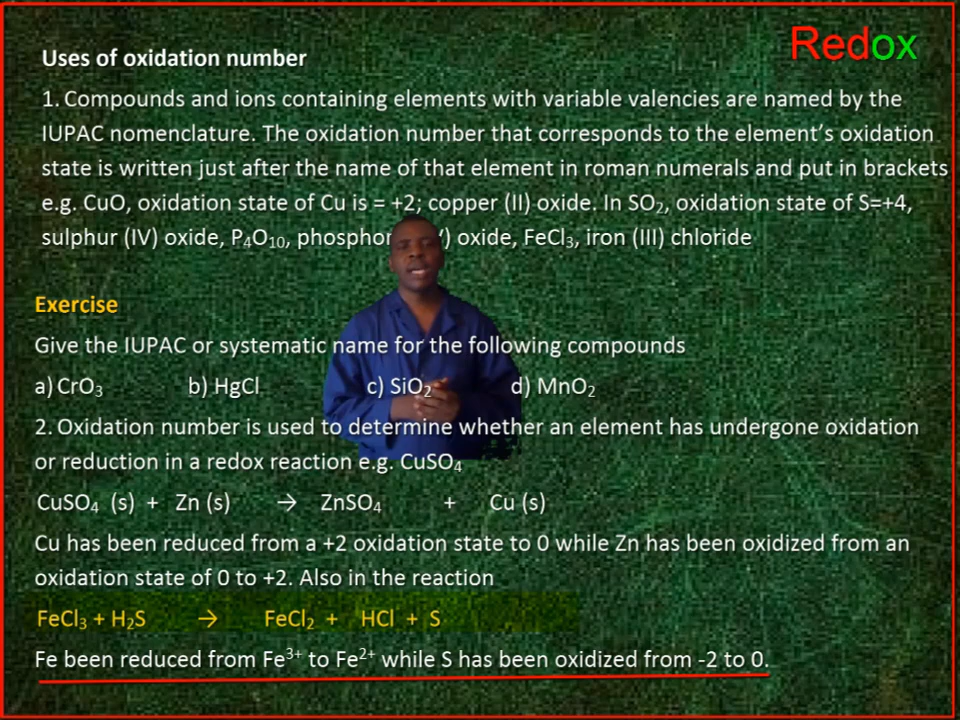 Redox
Uses of oxidation number
1. Compounds and ions containing elements with variable valencies are named by the
IUPAC nomenclature. The oxidation number that corresponds to the element’s oxidation
state is written just after the name of that element in roman numerals and put in brackets
e.g. CuO, oxidation state of Cu is = +2; copper (II) oxide. In SO₂, oxidation state of S=+4,
sulphur (IV) oxide, P₄O₁₀, oxide, FeCl₃, iron (III) chloride
Exercise
Give the IUPAC or systematic name for the following compounds
a) CrO₃ b) HgCl c) SiO₂ d) MnO₂
2. Oxidation number is used to determine whether an element has undergone oxidation
or reduction in a redox reaction e.g. CuSO₄
CuSO₄ (s) + Zn (s) → ZnSO₄ + Cu (s)
Cu has been reduced from a +2 oxidation state to 0 while Zn has been oxidized from an
oxidation state of 0 to +2. Also in the reaction
FeCl₃ + H₂S → FeCl₂ + HCl + S
Fe been reduced from Fe³⁺ to Fe²⁺ while S has been oxidized from -2 to 0.